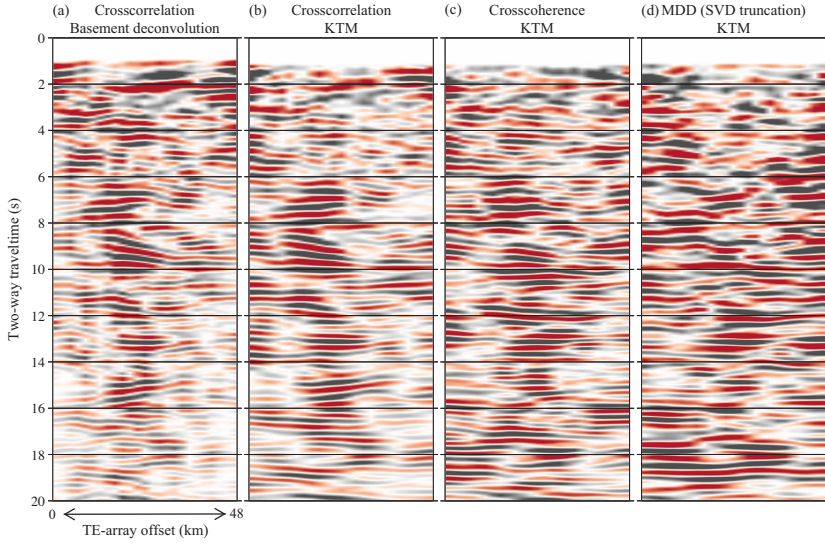 (a) Crosscorrelation
Basement deconvolution
(b) Crosscorrelation
KTM
(c) Crosscoherence
KTM
(d) MDD (SVD truncation)
KTM
Two-way traveltime (s)
0
2
4
6
8
10
12
14
16
18
20
0 48
TE-array offset (km)